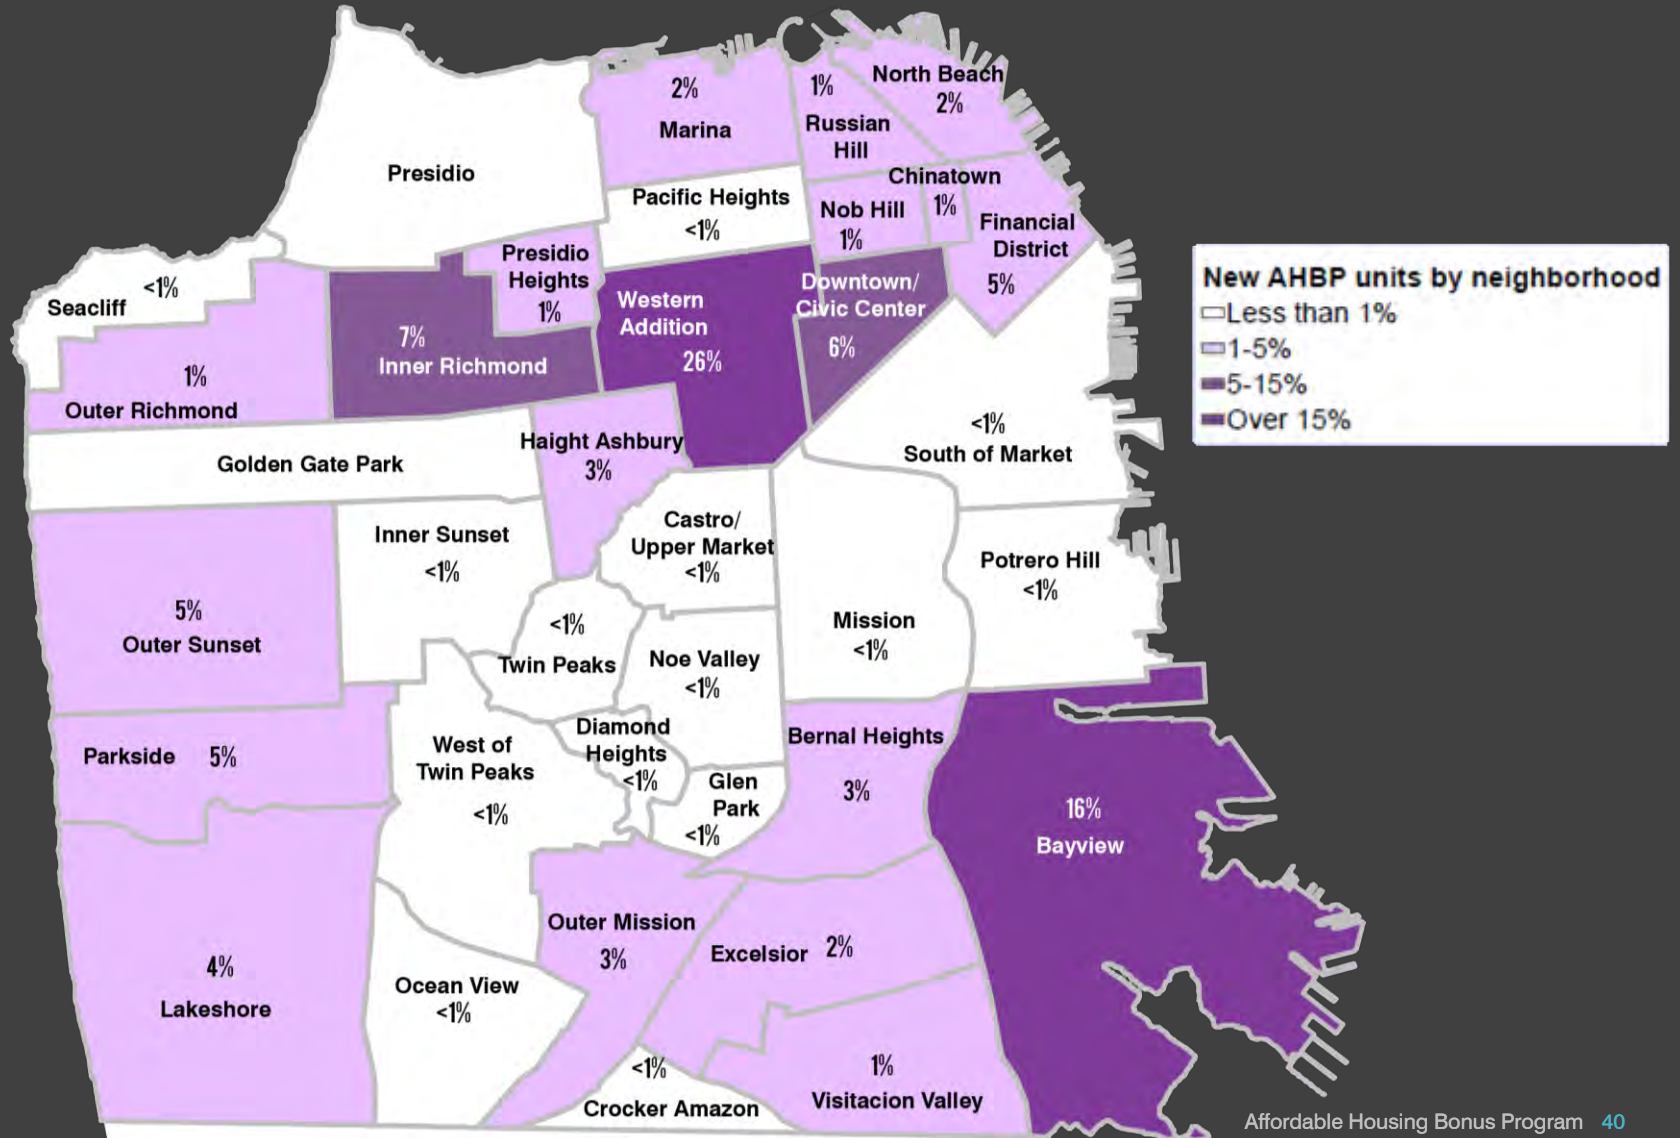 2%
Marina
1%
Russian
Hill
North Beach
2%
Presidio
Pacific Heights
<1%
Nob Hill
1%
Chinatown
1%
Financial
District
5%
Seacliff
<1%
Presidio
Heights
1%
Western
Addition
26%
Downtown/
Civic Center
6%
New AHBP units by neighborhood
Less than 1%
1-5%
5-15%
Over 15%
7%
Inner Richmond
1%
Outer Richmond
Golden Gate Park
Haight Ashbury
3%
<1%
South of Market
Inner Sunset
<1%
Castro/
Upper Market
<1%
Potrero Hill
<1%
5%
Outer Sunset
<1%
Twin Peaks
Noe Valley
<1%
Mission
<1%
Parkside 5%
West of
Twin Peaks
<1%
Diamond
Heights
<1%
Glen
Park
<1%
Bernal Heights
3%
16%
Bayview
4%
Lakeshore
Ocean View
<1%
Outer Mission
3%
Excelsior 2%
<1%
Crocker Amazon
1%
Visitacion Valley
Affordable Housing Bonus Program 40